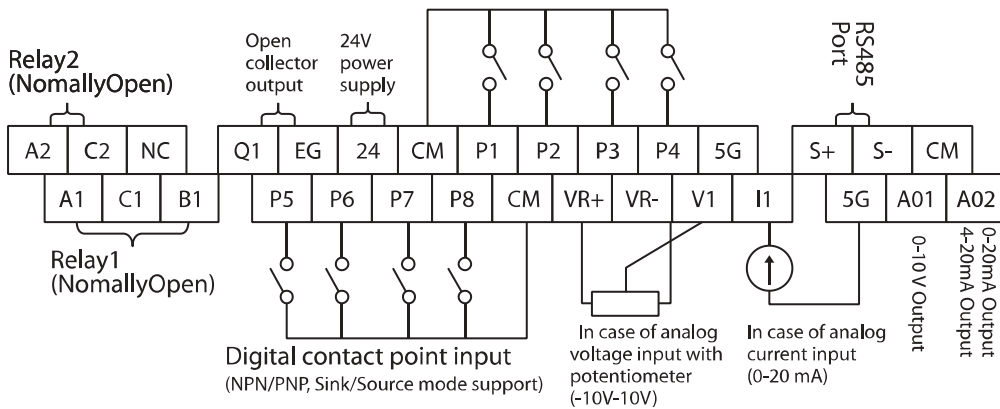 Relay2
(NomallyOpen)
Open
collector
output
24V
power
supply
RS485
Port
A2 C2 NC Q1 EG 24 CM P1 P2 P3 P4 5G S+ S- CM
A1 C1 B1 P5 P6 P7 P8 CM VR+ VR- V1 I1 5G A01 A02
Relay1
(NomallyOpen)
Digital contact point input
(NPN/PNP, Sink/Source mode support)
In case of analog
voltage input with
potentiometer
(-10V-10V)
In case of analog
current input
(0-20 mA)
0-10 V Output
0-20mA Output
4-20mA Output